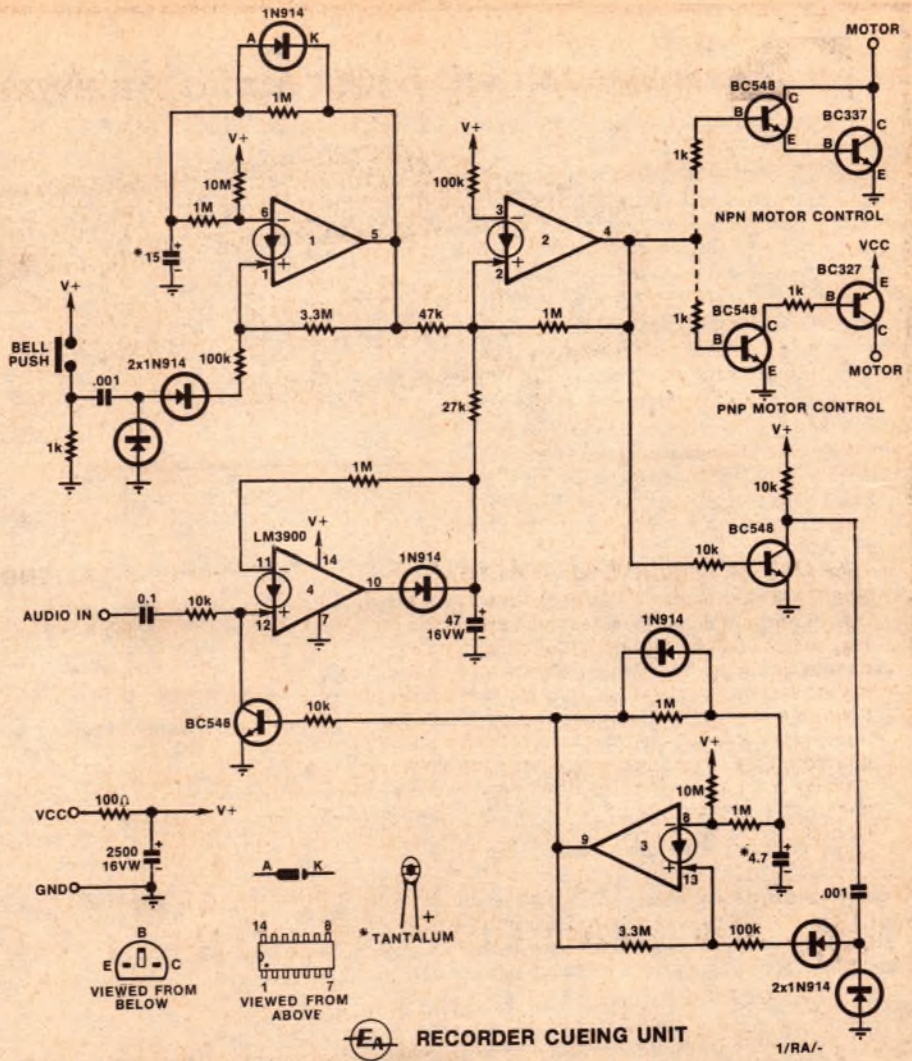 1N914
A K
1M
V+
10M
1M
6
−
1
5
+
1
*15
+
-
V+
BELL
PUSH
.001
2x1N914
1k
100k
3.3M
47k
V+
100k
3
−
2
4
+
2
1M
27k
1k
1k
BC548
B
C
E
BC337
B
C
E
MOTOR
NPN MOTOR CONTROL
VCC
BC327
1k
B
E
C
BC548
B
C
E
MOTOR
PNP MOTOR CONTROL
V+
10k
BC548
10k
1M
LM3900
V+
14
11
−
4
10
+
12
7
1N914
AUDIO IN
0.1
10k
47
16VW
+
-
BC548
10k
1N914
1M
V+
10M
1M
8
−
3
9
+
13
*4.7
+
-
.001
3.3M
100k
2x1N914
VCC
100Ω
V+
2500
16VW
+
-
GND
A K
*TANTALUM
+
B
E C
VIEWED FROM
BELOW
14 8
1 7
VIEWED FROM
ABOVE
EA RECORDER CUEING UNIT
1/RA/-